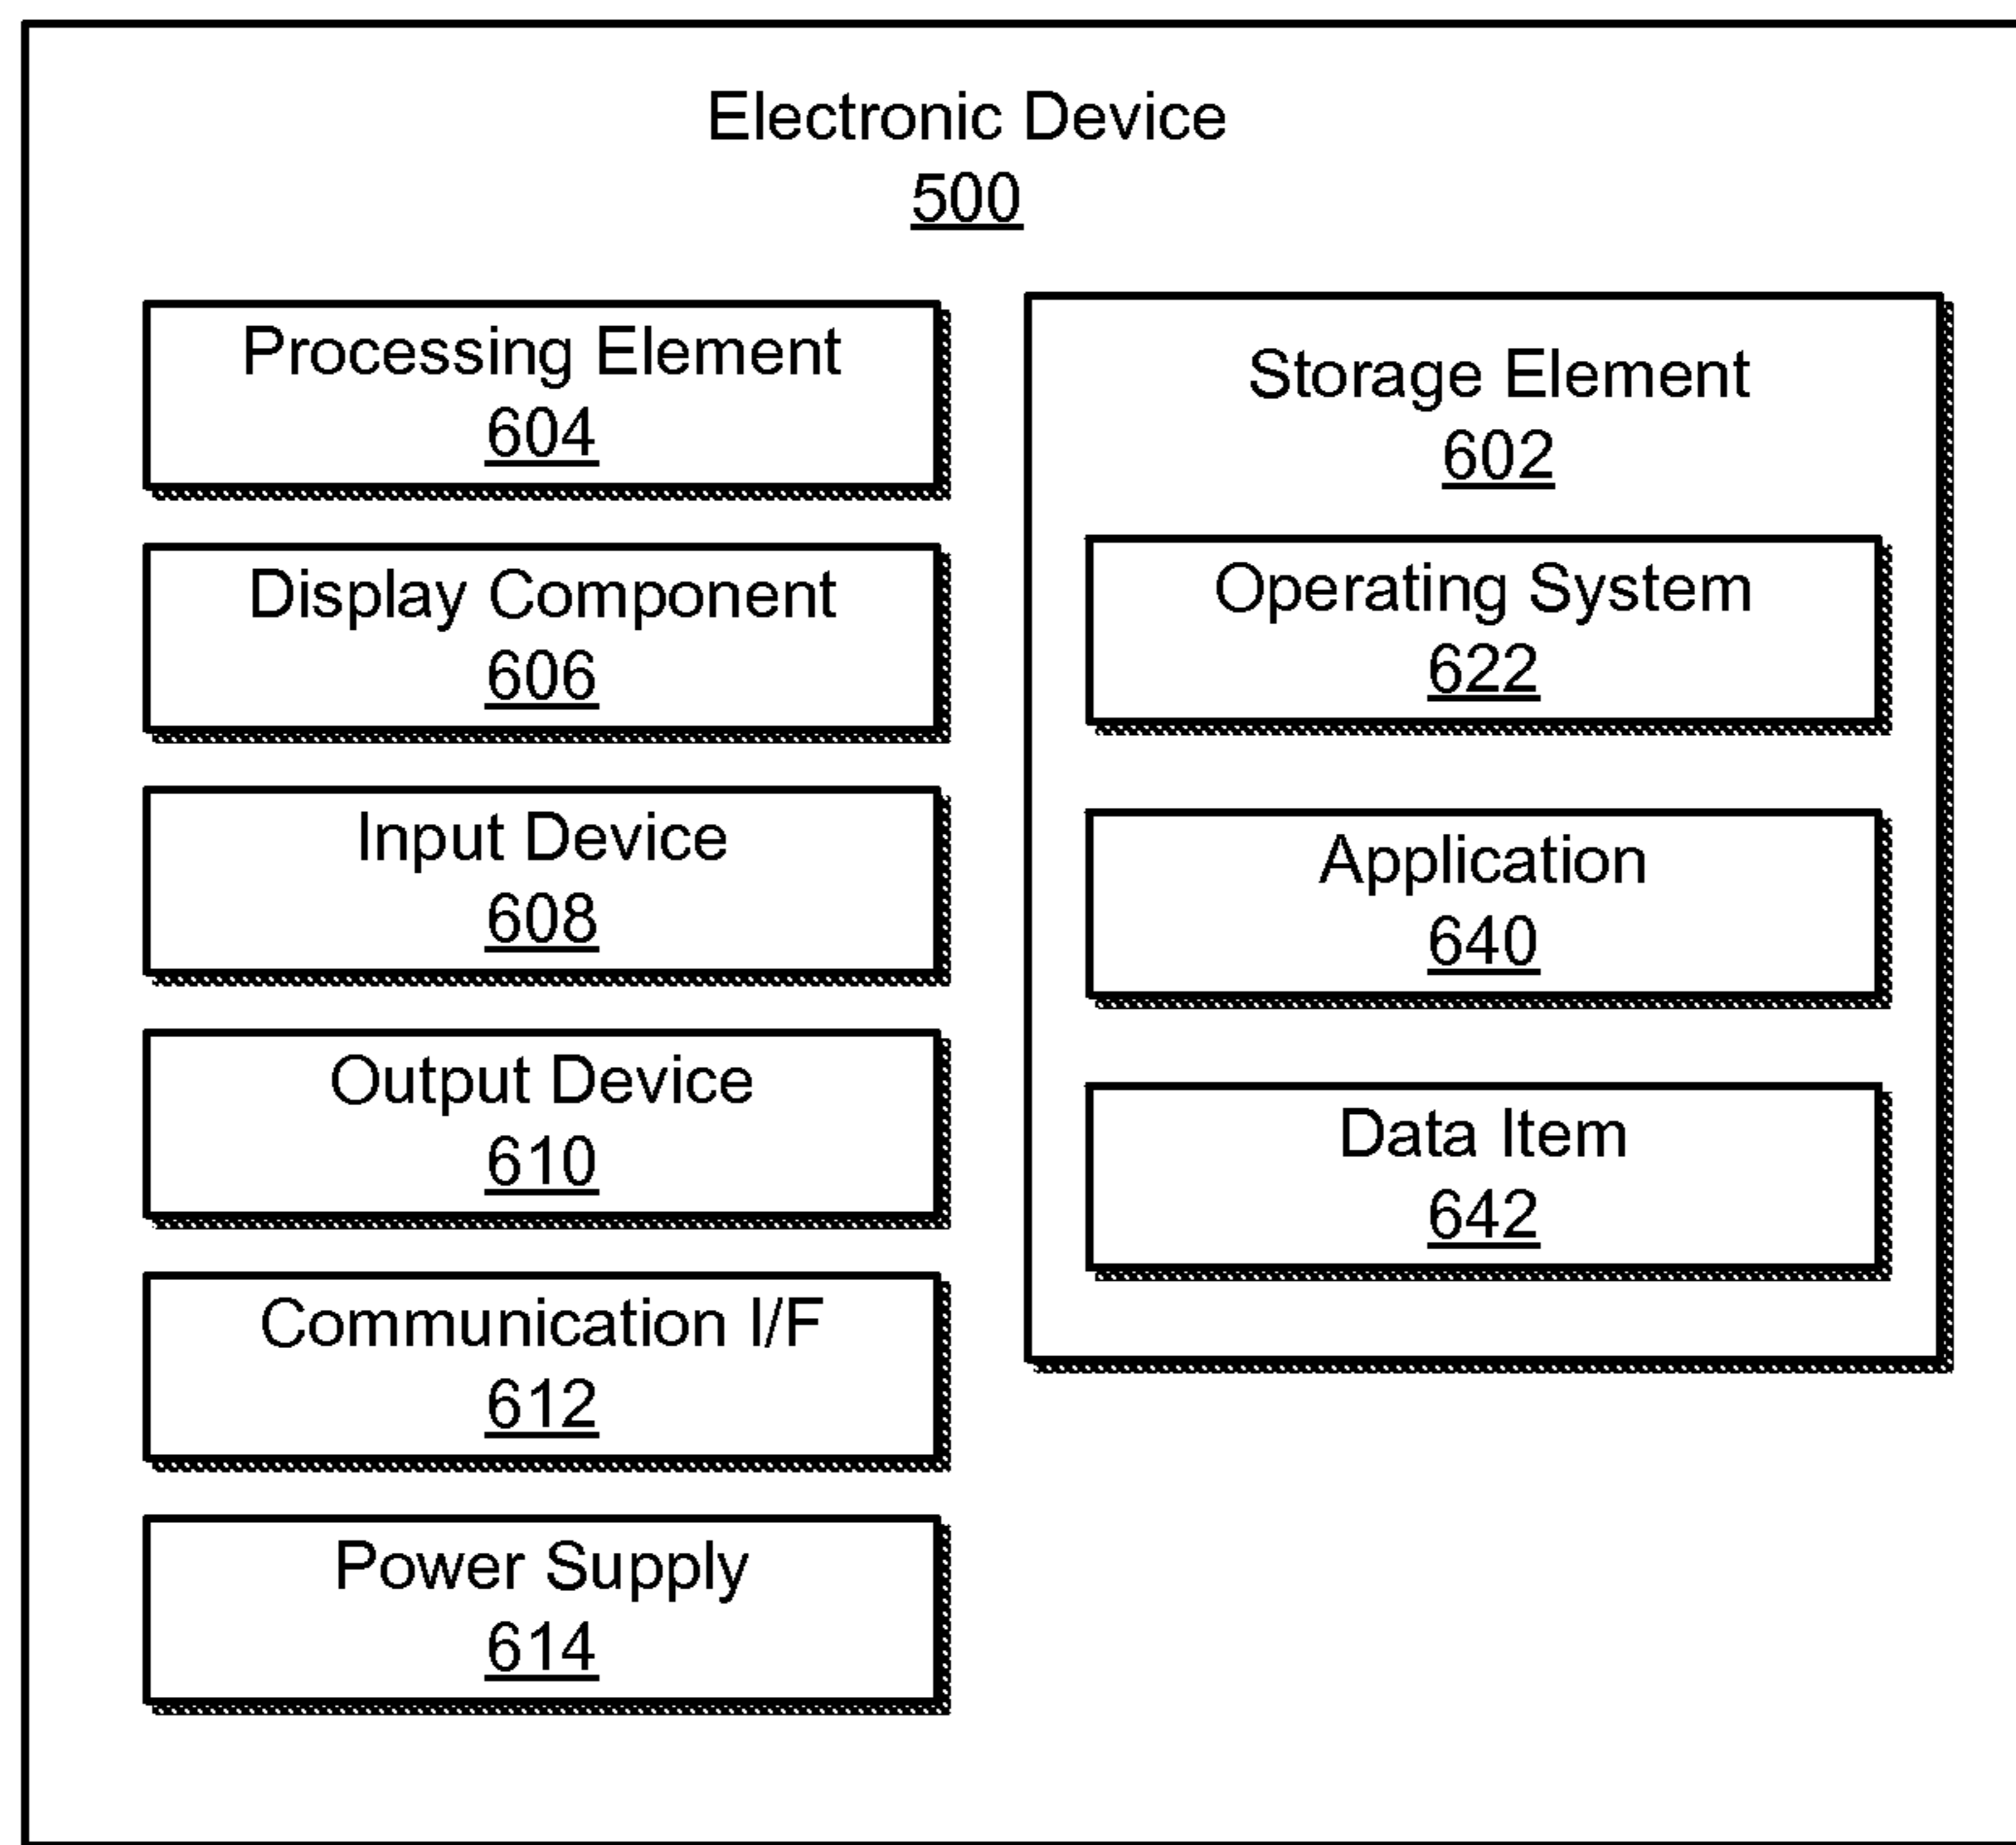 Electronic Device
500
Processing Element
604
Display Component
606
Input Device
608
Output Device
610
Communication I/F
612
Power Supply
614
Storage Element
602
Operating System
622
Application
640
Data Item
642